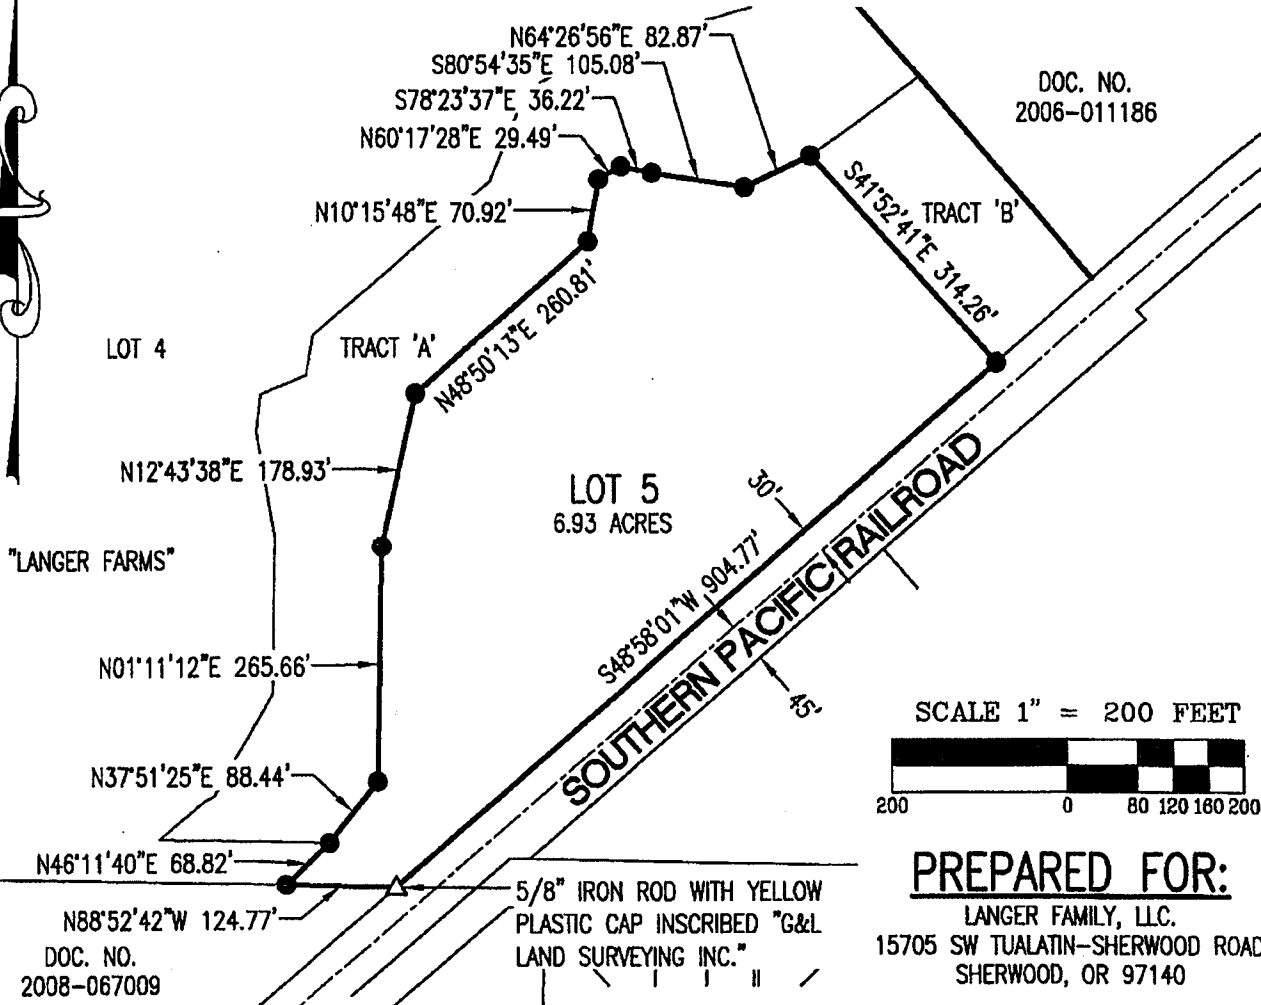 N64°26'56"E 82.87'
S80°54'35"E 105.08'
S78°23'37"E 36.22'
N60°17'28"E 29.49'
DOC. NO.
2006-011186
N10°15'48"E 70.92'
S41°52'41"E 314.26'
TRACT 'B'
N48°50'13"E 260.81'
LOT 4
TRACT 'A'
N12°43'38"E 178.93'
LOT 5
6.93 ACRES
30'
"LANGER FARMS"
S48°58'01"W 904.77'
SOUTHERN PACIFIC RAILROAD
N01°11'12"E 265.66'
45'
SCALE 1" = 200 FEET
200 0 80 120 160 200
N37°51'25"E 88.44'
N46°11'40"E 68.82'
N88°52'42"W 124.77'
DOC. NO.
2008-067009
5/8" IRON ROD WITH YELLOW
PLASTIC CAP INSCRIBED "G&L
LAND SURVEYING INC."
PREPARED FOR:
LANGER FAMILY, LLC.
15705 SW TUALATIN-SHERWOOD ROAD
SHERWOOD, OR 97140